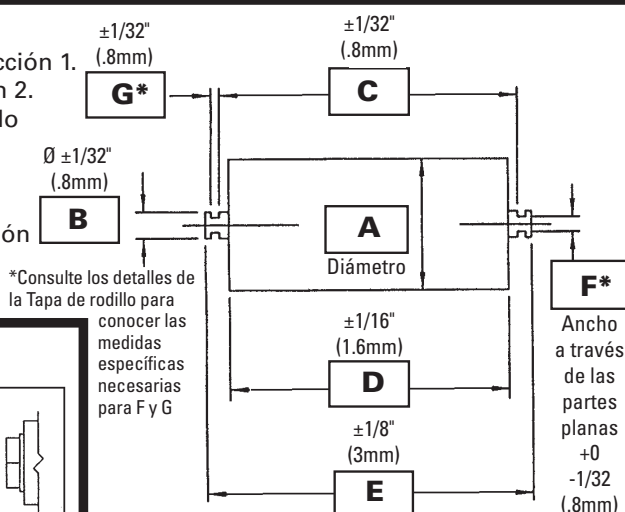 cción 1.
n 2.
do
ón
±1/32"
(.8mm)
G*
±1/32"
(.8mm)
C
Ø ±1/32"
(.8mm)
B
A
Diámetro
F*
Ancho
a través
de las
partes
planas
+0
-1/32
(.8mm)
*Consulte los detalles de
la Tapa de rodillo para
conocer las
medidas
específicas
necesarias
para F y G
±1/16"
(1.6mm)
D
±1/8"
(3mm)
E